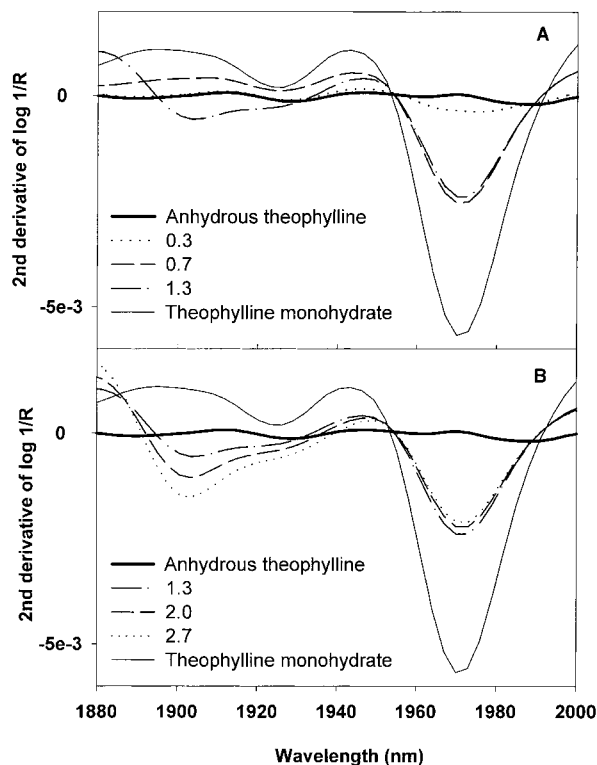 A
2nd derivative of log 1/R
0
-5e-3
Anhydrous theophylline
0.3
0.7
1.3
Theophylline monohydrate
B
2nd derivative of log 1/R
0
-5e-3
Anhydrous theophylline
1.3
2.0
2.7
Theophylline monohydrate
1880 1900 1920 1940 1960 1980 2000
Wavelength (nm)